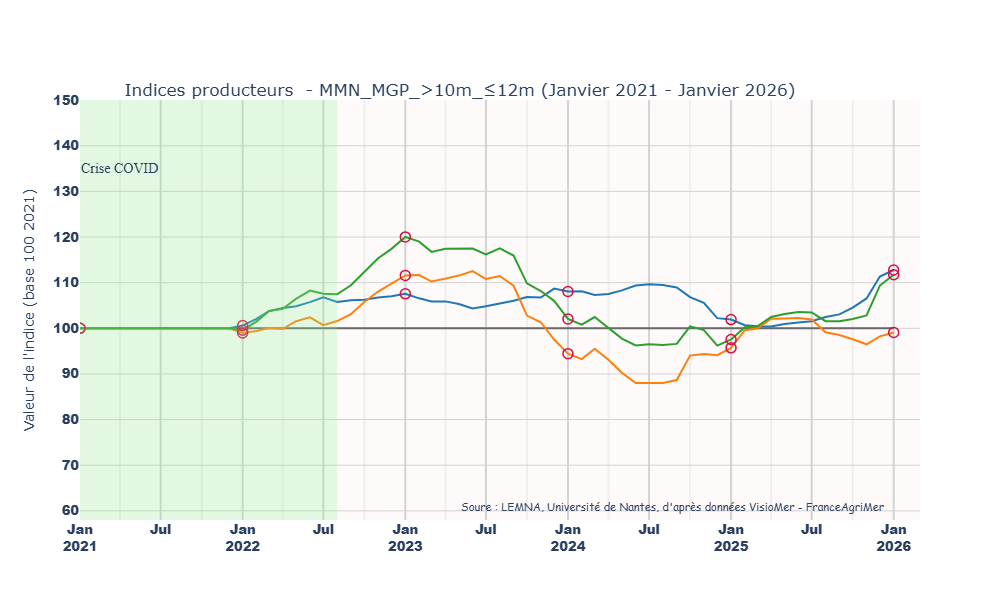 Indices producteurs  - MMN_MGP_>10m_≤12m (Janvier 2021 - Janvier 2026)
Valeur de l'indice (base 100 2021)
150
140
130
120
110
100
90
80
70
60
Crise COVID
Soure : LEMNA, Université de Nantes, d'après données VisioMer - FranceAgriMer
Jan Jul Jan Jul Jan Jul Jan Jul Jan Jul Jan
2021 2022 2023 2024 2025 2026